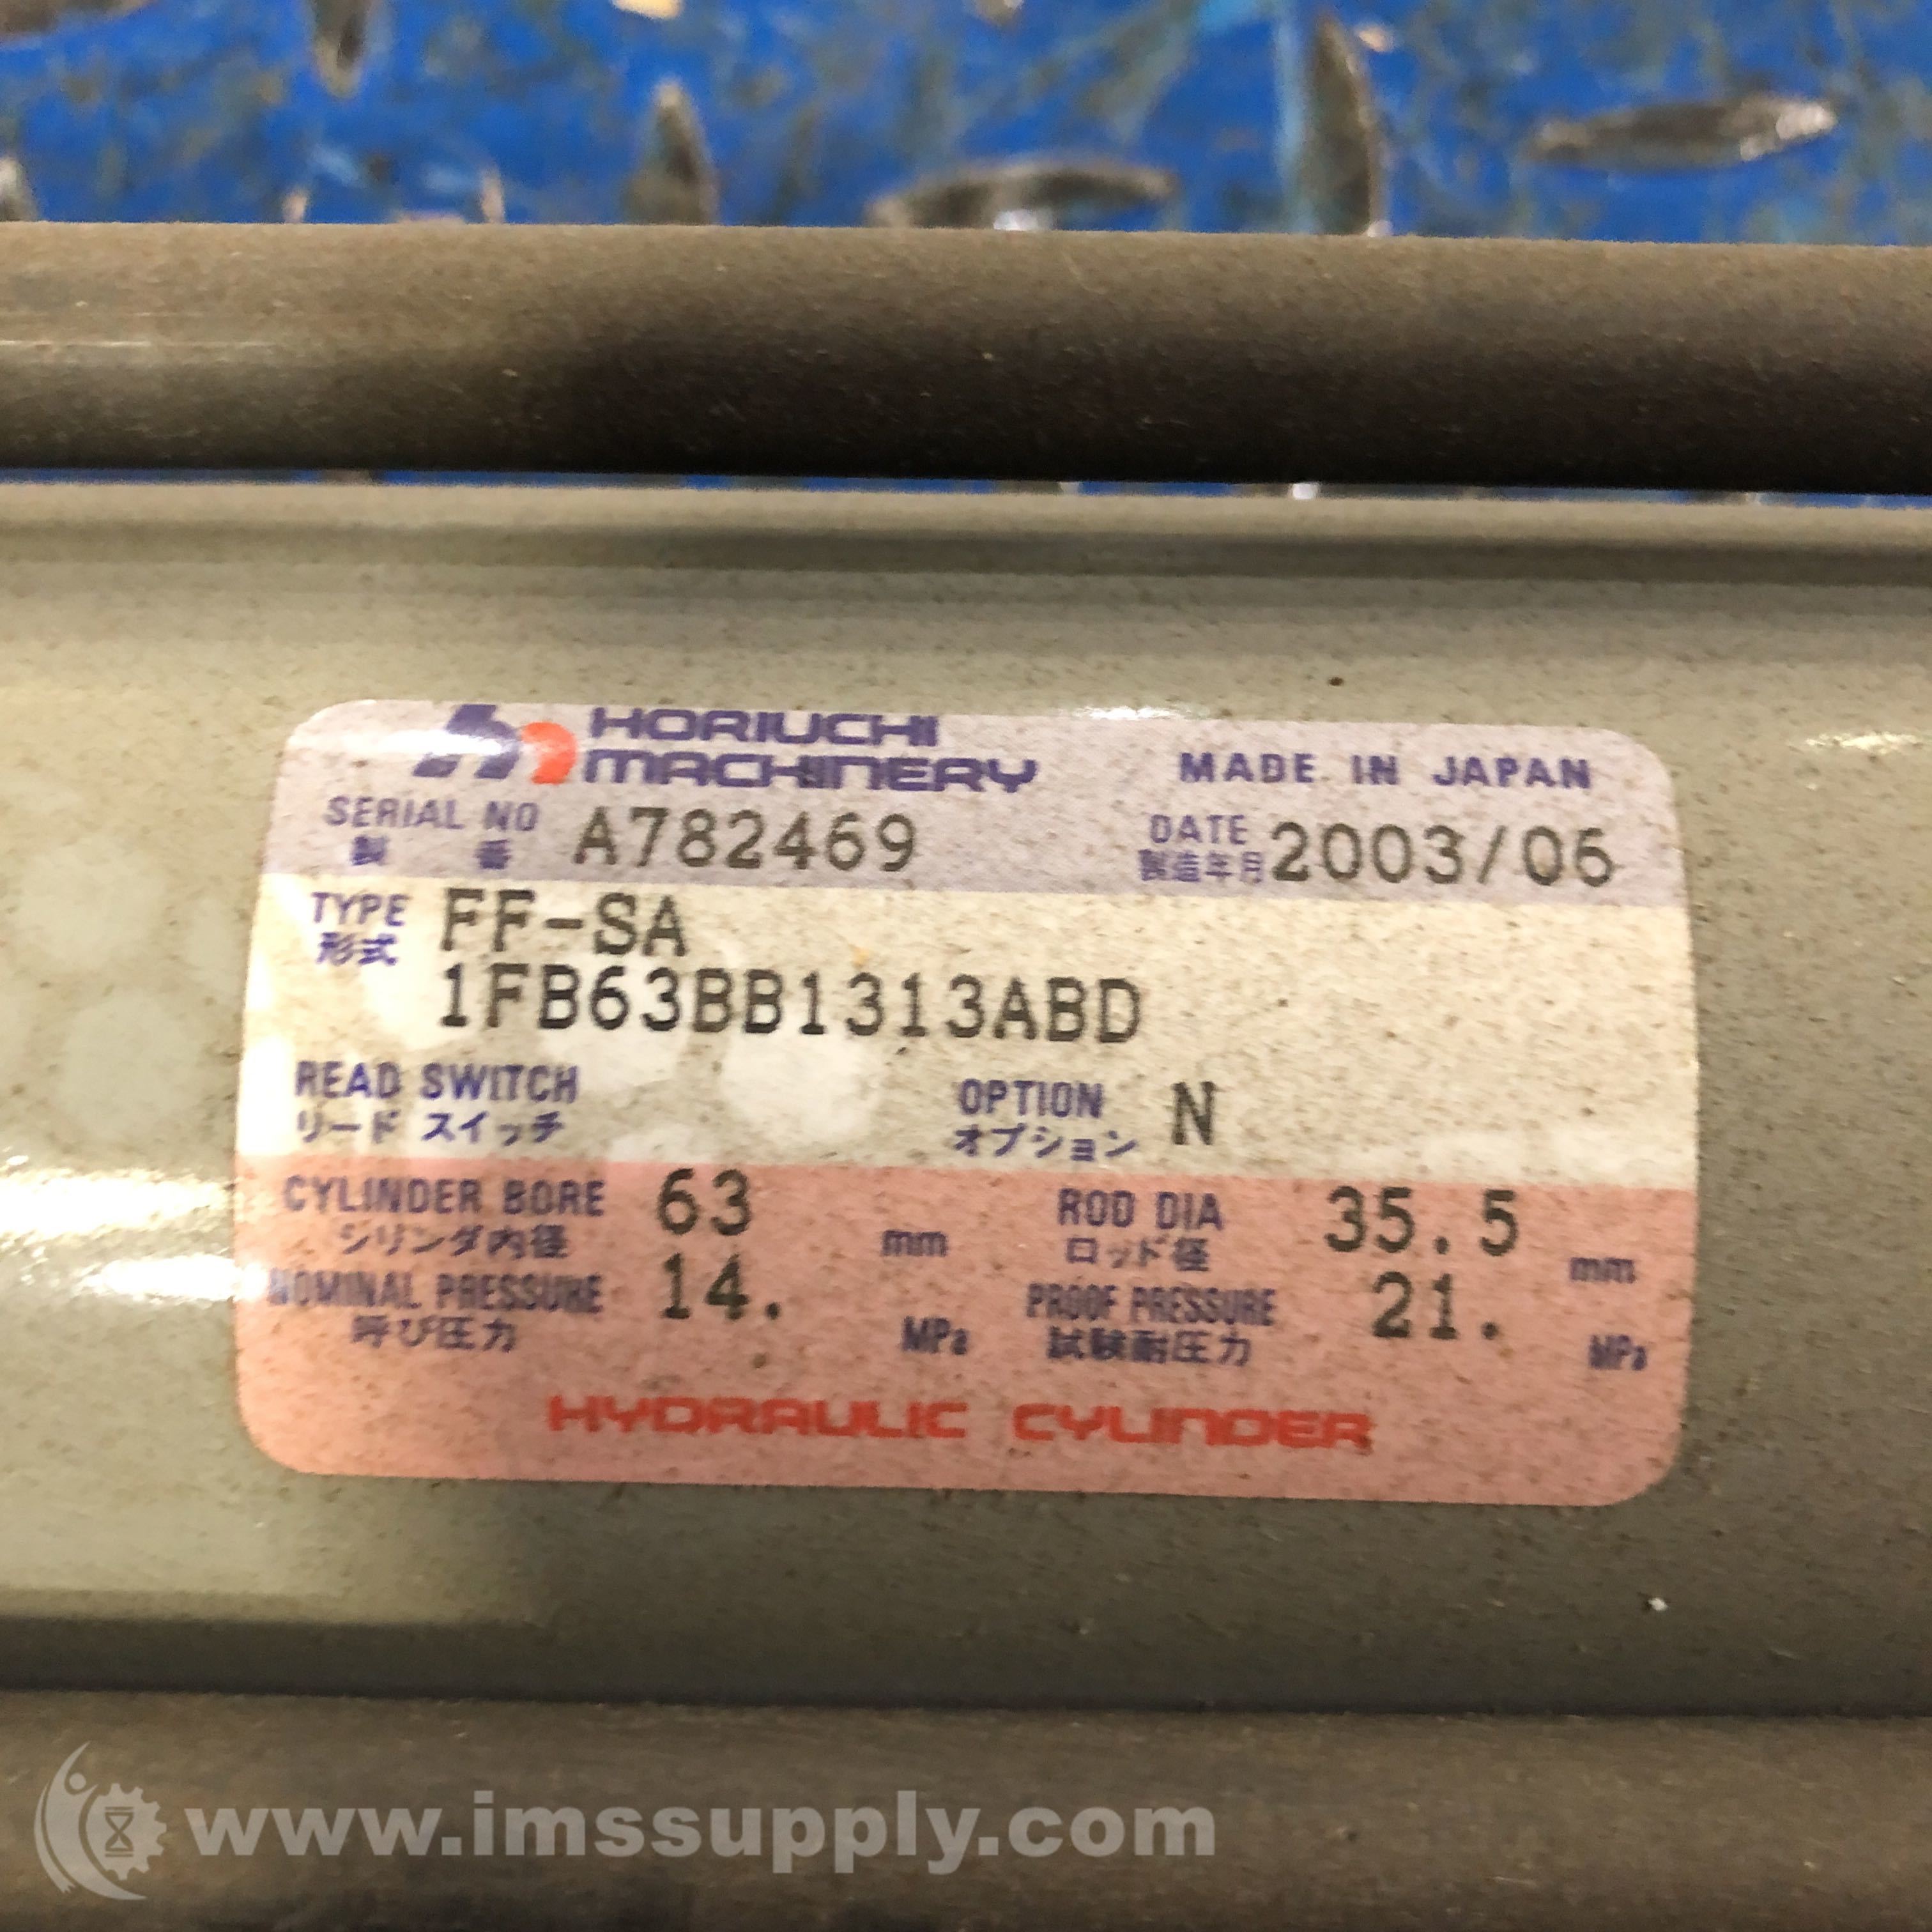 HORIUCHI
MACHINERY
MADE IN JAPAN
SERIAL NO A782469
製番
DATE 2003/06
製造年月
TYPE FF-SA
形式
1FB63BB1313ABD
READ SWITCH
リード スイッチ
OPTION N
オプション
CYLINDER BORE 63 mm
シリンダ内径
ROD DIA 35.5 mm
ロッド径
NOMINAL PRESSURE 14. MPa
呼び圧力
PROOF PRESSURE 21. MPa
試験耐圧力
HYDRAULIC CYLINDER
www.imssupply.com